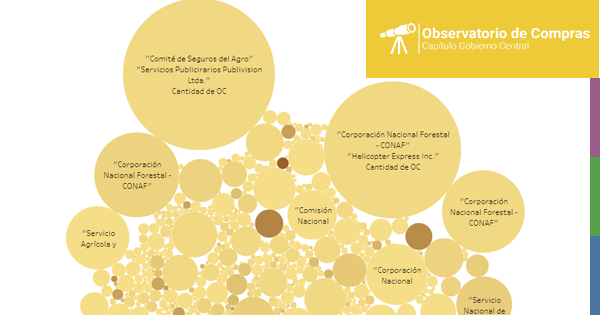 Observatorio de Compras
Capítulo Gobierno Central
"Comité de Seguros del Agro"
"Servicios Publicirarios Publivision
Ltda."
Cantidad de OC
"Corporación Nacional Forestal
- CONAF"
"Helicopter Express Inc."
Cantidad de OC
"Corporación
Nacional Forestal -
CONAF"
"Corporación
Nacional Forestal -
CONAF"
"Comisión
Nacional
"Servicio
Agrícola y
"Corporación
Nacional
"Servicio
Nacional de